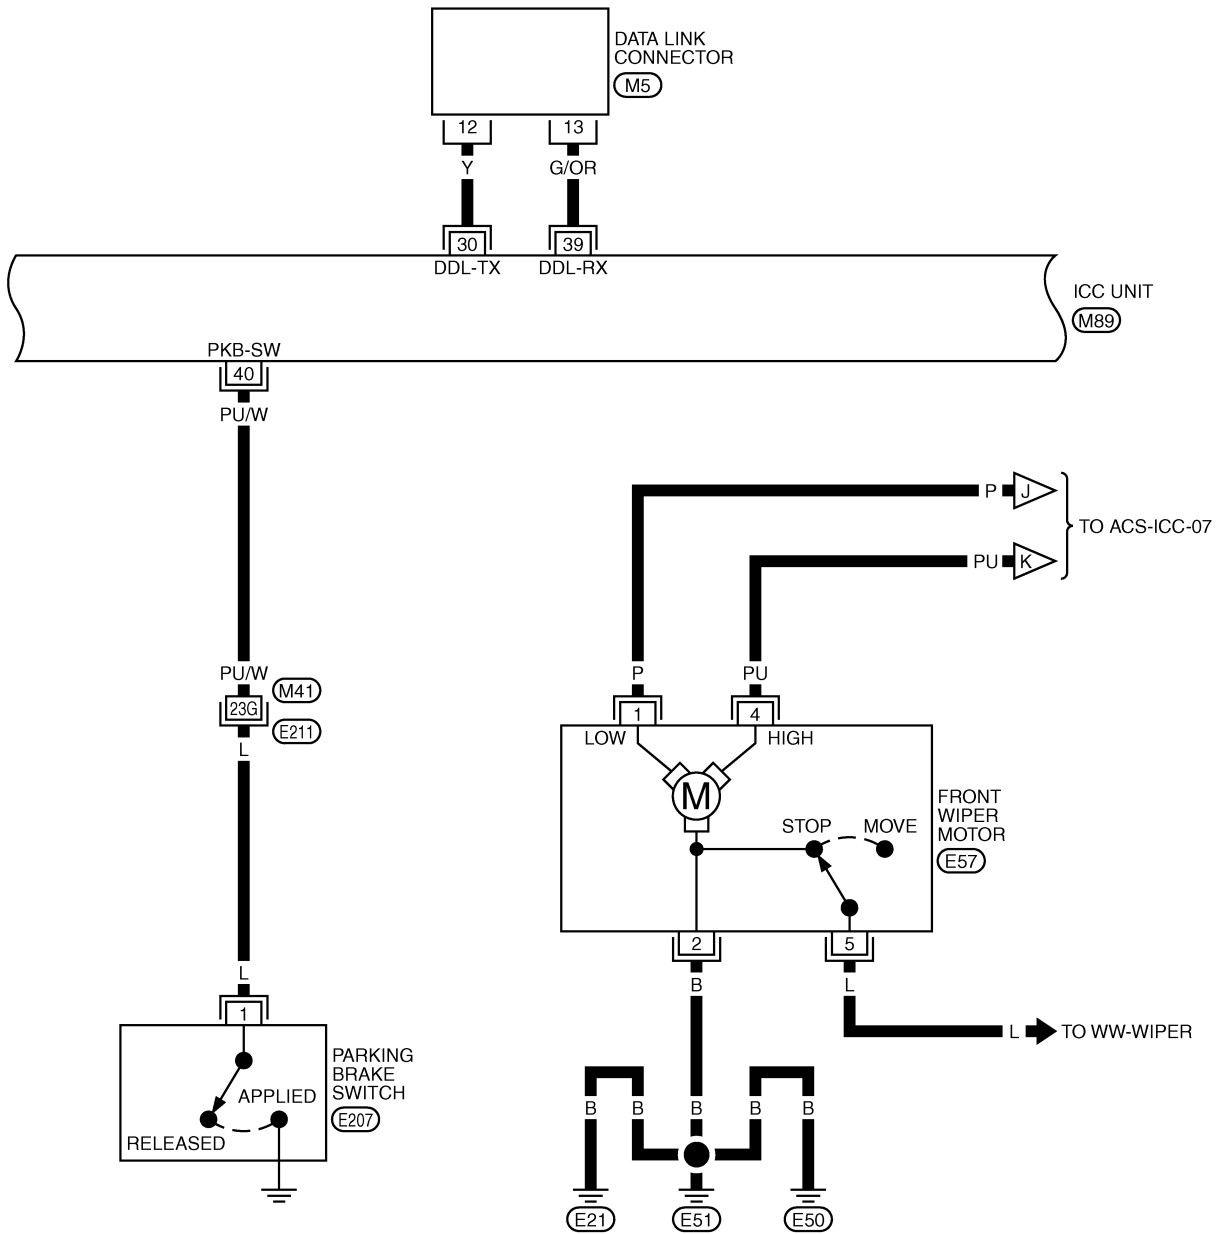 DATA LINK
CONNECTOR
M5
12
13
Y
G/OR
30
39
DDL-TX
DDL-RX
ICC UNIT
M89
PKB-SW
40
PU/W
P
J
TO ACS-ICC-07
PU
K
PU/W
M41
23G
E211
L
P
PU
1
4
LOW
HIGH
M
STOP
MOVE
FRONT
WIPER
MOTOR
E57
2
5
B
L
L
TO WW-WIPER
L
1
PARKING
BRAKE
SWITCH
E207
APPLIED
RELEASED
B
B
B
B
B
E21
E51
E50